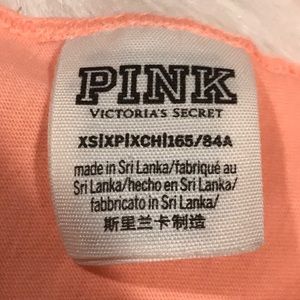 PINK
VICTORIA'S SECRET
XS|XP|XCH|165/84A
made in Sri Lanka/fabriqué au
Sri Lanka/hecho en Sri Lanka/
fabbricato in Sri Lanka/
斯里兰卡制造